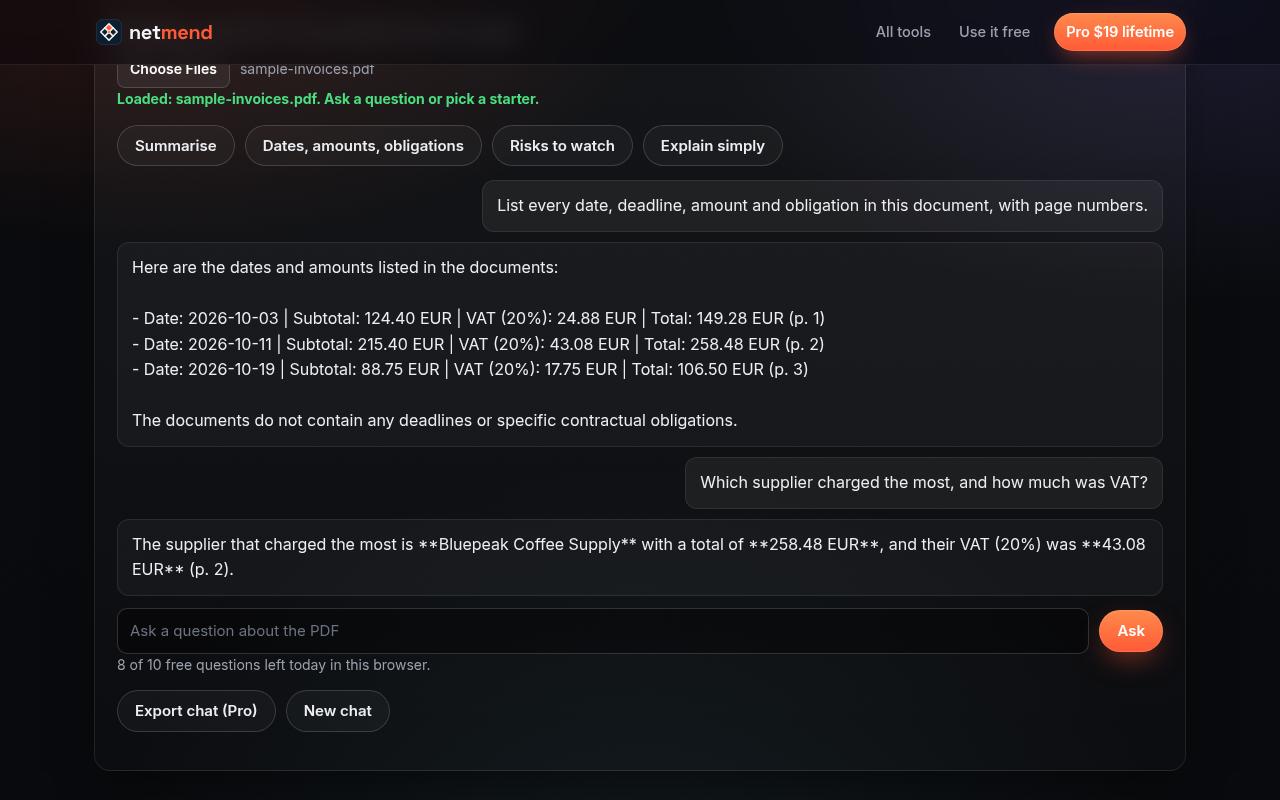 netmend
All tools
Use it free
Pro $19 lifetime
Choose Files
sample-invoices.pdf
Loaded: sample-invoices.pdf. Ask a question or pick a starter.
Summarise
Dates, amounts, obligations
Risks to watch
Explain simply
List every date, deadline, amount and obligation in this document, with page numbers.
Here are the dates and amounts listed in the documents:
- Date: 2026-10-03 | Subtotal: 124.40 EUR | VAT (20%): 24.88 EUR | Total: 149.28 EUR (p. 1)
- Date: 2026-10-11 | Subtotal: 215.40 EUR | VAT (20%): 43.08 EUR | Total: 258.48 EUR (p. 2)
- Date: 2026-10-19 | Subtotal: 88.75 EUR | VAT (20%): 17.75 EUR | Total: 106.50 EUR (p. 3)
The documents do not contain any deadlines or specific contractual obligations.
Which supplier charged the most, and how much was VAT?
The supplier that charged the most is **Bluepeak Coffee Supply** with a total of **258.48 EUR**, and their VAT (20%) was **43.08
EUR** (p. 2).
Ask a question about the PDF
Ask
8 of 10 free questions left today in this browser.
Export chat (Pro)
New chat